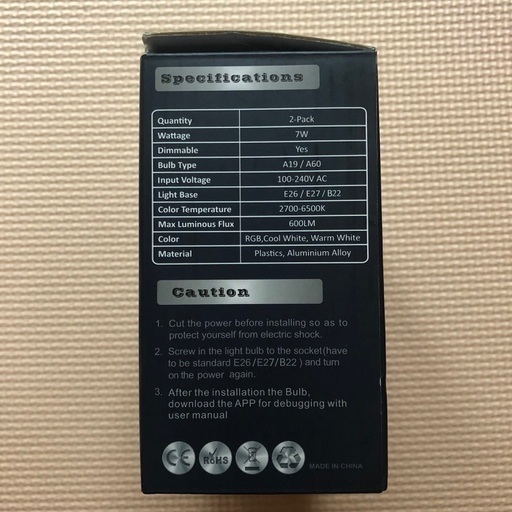 Specifications
Quantity 2-Pack
Wattage 7W
Dimmable Yes
Bulb Type A19 / A60
Input Voltage 100-240V AC
Light Base E26 / E27 / B22
Color Temperature 2700-6500K
Max Luminous Flux 600LM
Color RGB,Cool White, Warm White
Material Plastics, Aluminium Alloy
Caution
1. Cut the power before installing so as to
protect yourself from electric shock.
2. Screw in the light bulb to the socket(have
to be standard E26/E27/B22 ) and turn
on the power again.
3. After the installation the Bulb,
download the APP for debugging with
user manual
CE RoHS MADE IN CHINA